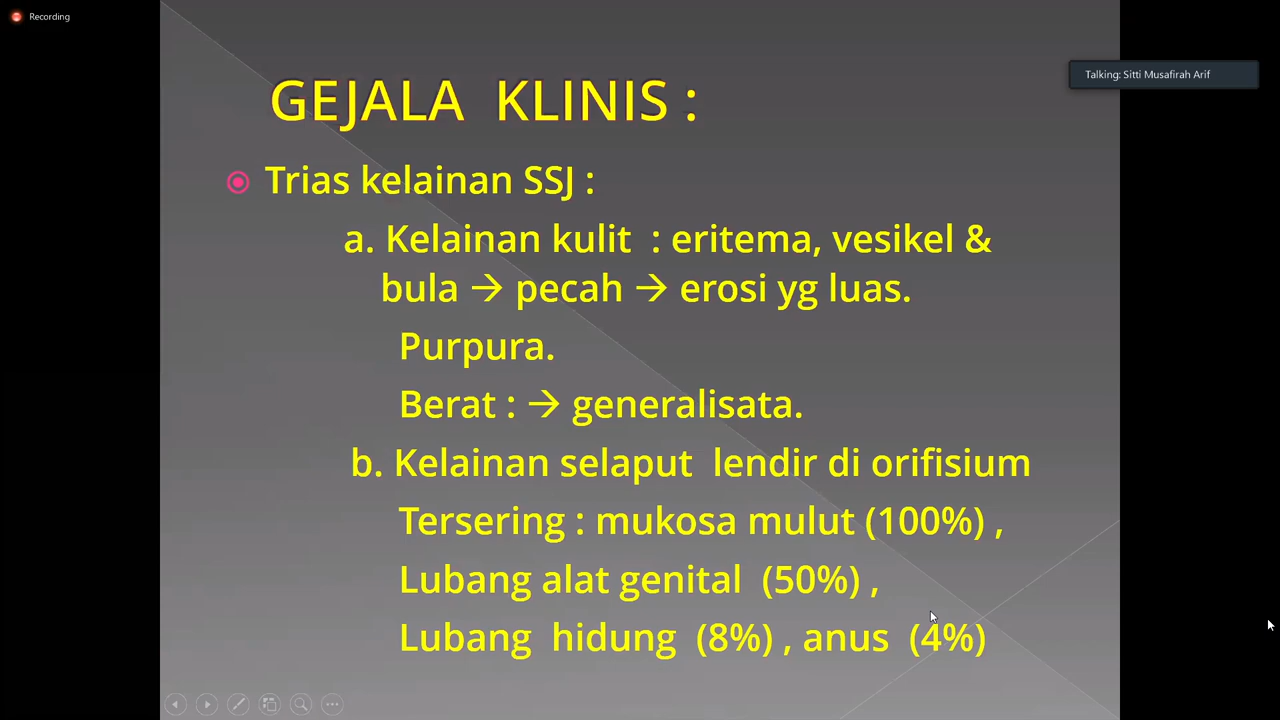 Recording
Talking: Sitti Musafirah Arif
GEJALA KLINIS :
Trias kelainan SSJ :
a. Kelainan kulit : eritema, vesikel &
bula → pecah → erosi yg luas.
Purpura.
Berat : → generalisata.
b. Kelainan selaput lendir di orifisium
Tersering : mukosa mulut (100%) ,
Lubang alat genital (50%) ,
Lubang hidung (8%) , anus (4%)